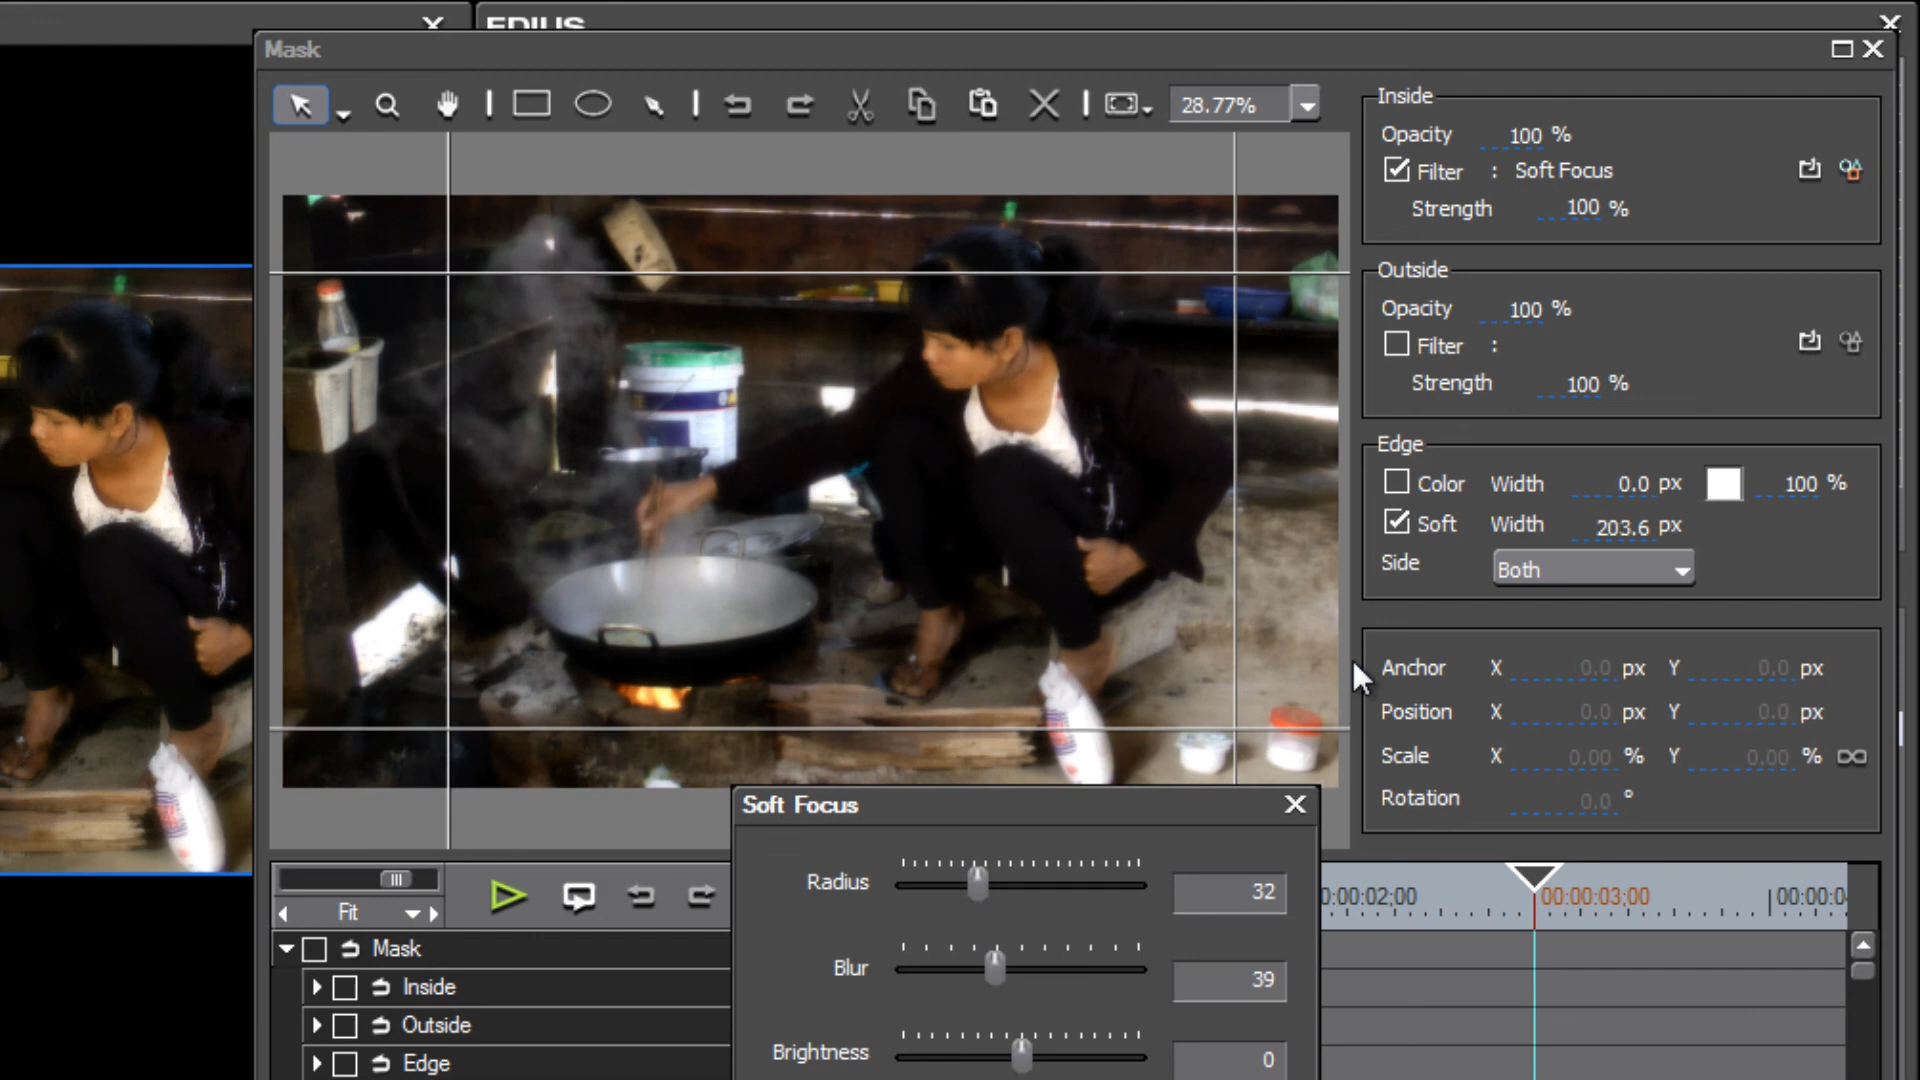 EDIUS
Mask
28.77%
Inside
Opacity 100 %
Filter : Soft Focus
Strength 100 %
Outside
Opacity 100 %
Filter :
Strength 100 %
Edge
Color Width 0.0 px 100 %
Soft Width 203.6 px
Side Both
Anchor X 0.0 px Y 0.0 px
Position X 0.0 px Y 0.0 px
Scale X 0.00 % Y 0.00 %
Rotation 0.0 °
Soft Focus
Radius 32
Blur 39
Brightness 0
Fit
Mask
Inside
Outside
Edge
0:00:02;00 00:00:03;00 00:00:0